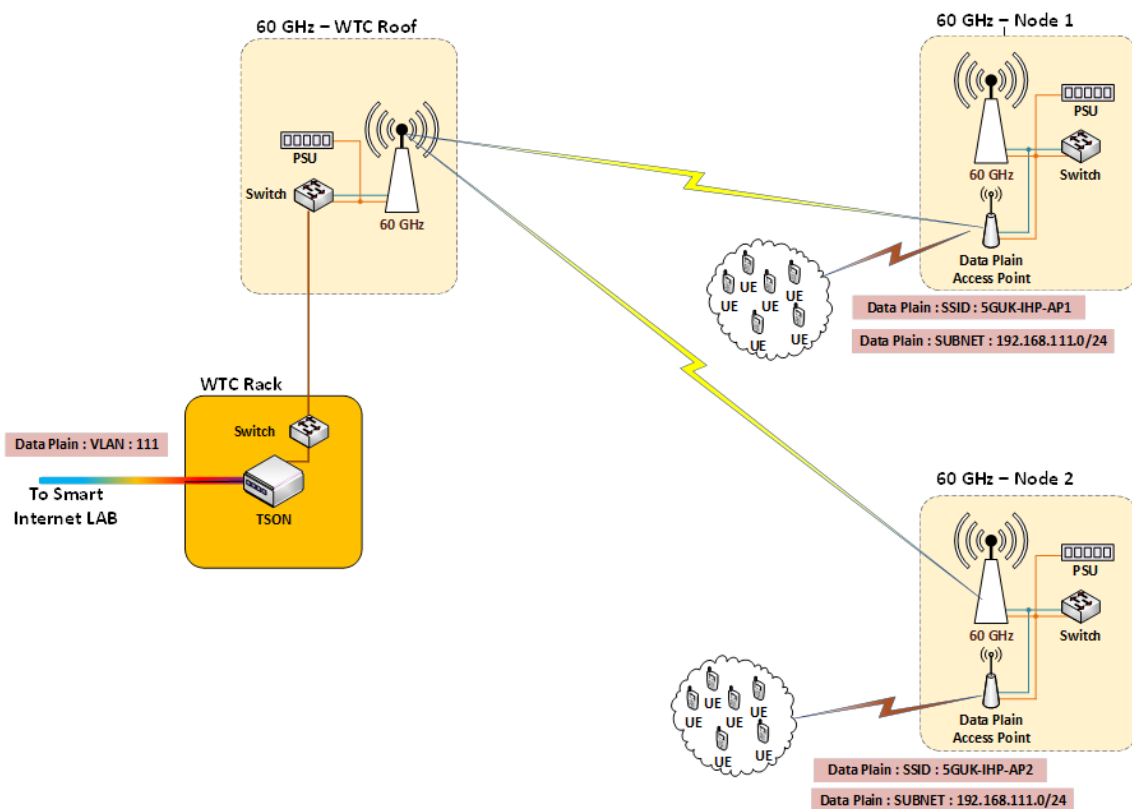 60 GHz – WTC Roof
PSU
Switch
60 GHz
60 GHz – Node 1
PSU
60 GHz
Switch
Data Plain
Access Point
UE
UE
UE
UE
UE
UE
Data Plain : SSID : 5GUK-IHP-AP1
Data Plain : SUBNET : 192.168.111.0/24
WTC Rack
Switch
Data Plain : VLAN : 111
To Smart
Internet LAB
TSON
60 GHz – Node 2
PSU
60 GHz
Switch
Data Plain
Access Point
UE
UE
UE
UE
UE
UE
Data Plain : SSID : 5GUK-IHP-AP2
Data Plain : SUBNET : 192.168.111.0/24